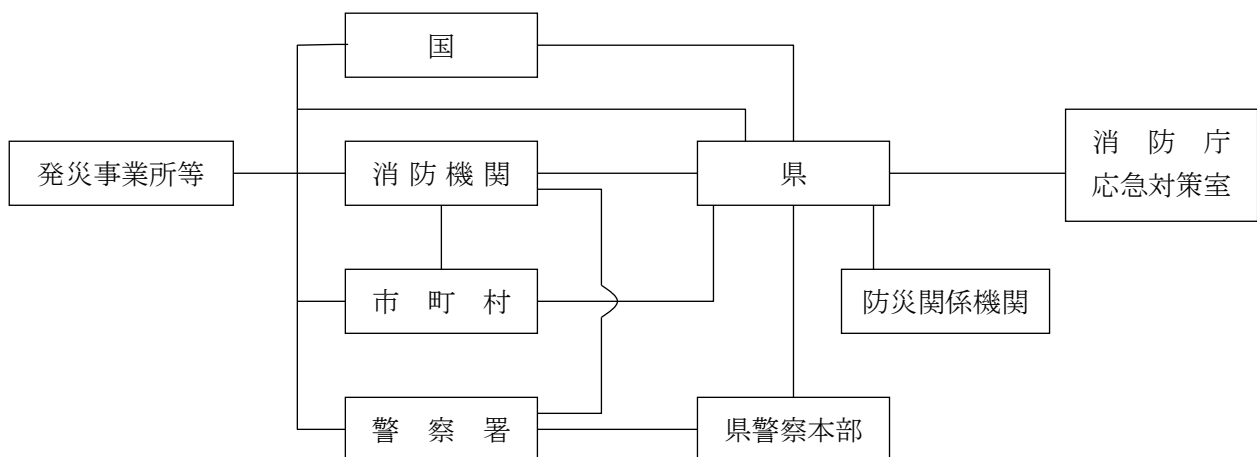 国
発災事業所等
消防機関
県
消防庁
応急対策室
市町村
防災関係機関
警察署
県警察本部